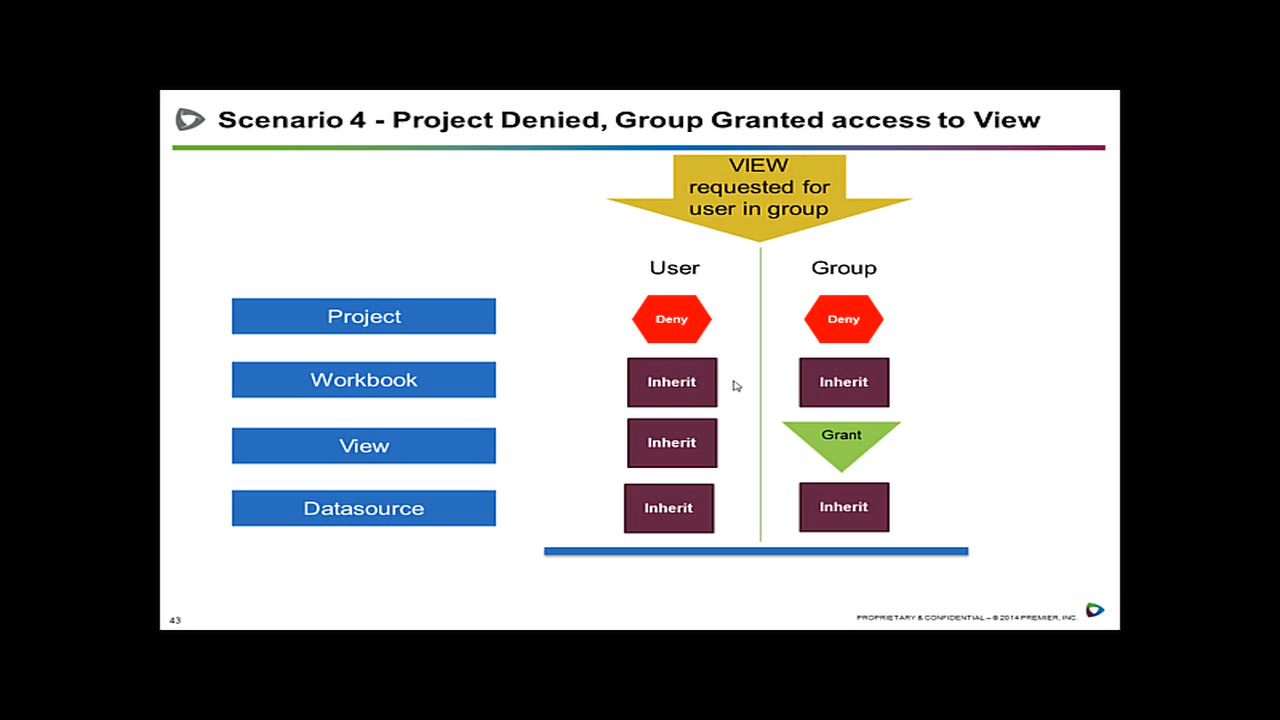 Scenario 4 - Project Denied, Group Granted access to View
VIEW
requested for
user in group
User Group
Project Deny Deny
Workbook Inherit Inherit
View Inherit Grant
Datasource Inherit Inherit
43
PROPRIETARY & CONFIDENTIAL – © 2014 PREMIER, INC.